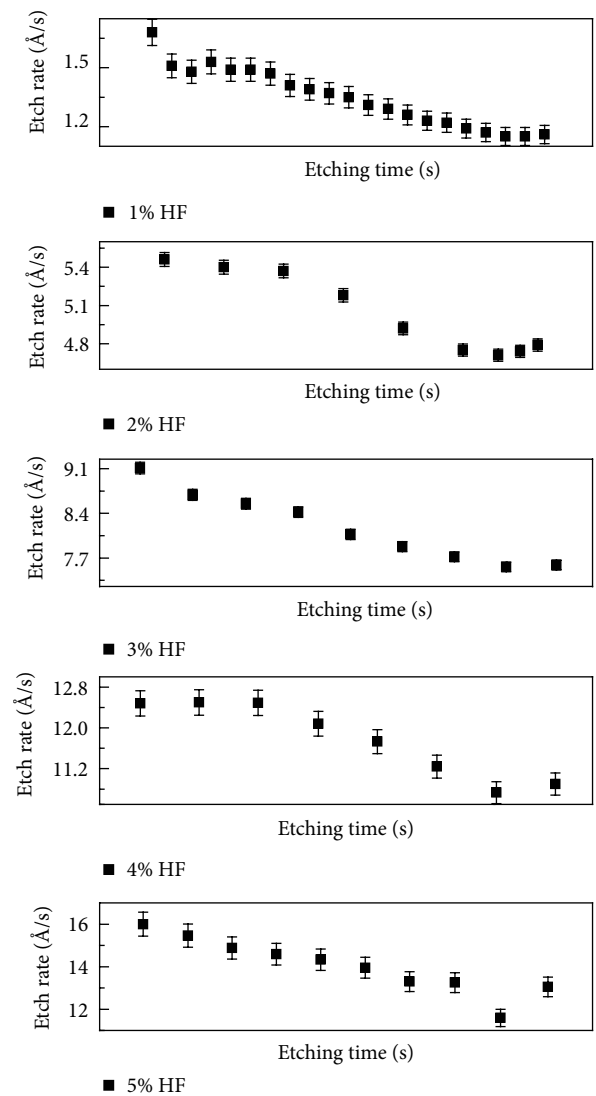 Etch rate (Å/s)
1.5
1.2
Etching time (s)
1% HF
Etch rate (Å/s)
5.4
5.1
4.8
Etching time (s)
2% HF
Etch rate (Å/s)
9.1
8.4
7.7
Etching time (s)
3% HF
Etch rate (Å/s)
12.8
12.0
11.2
Etching time (s)
4% HF
Etch rate (Å/s)
16
14
12
Etching time (s)
5% HF